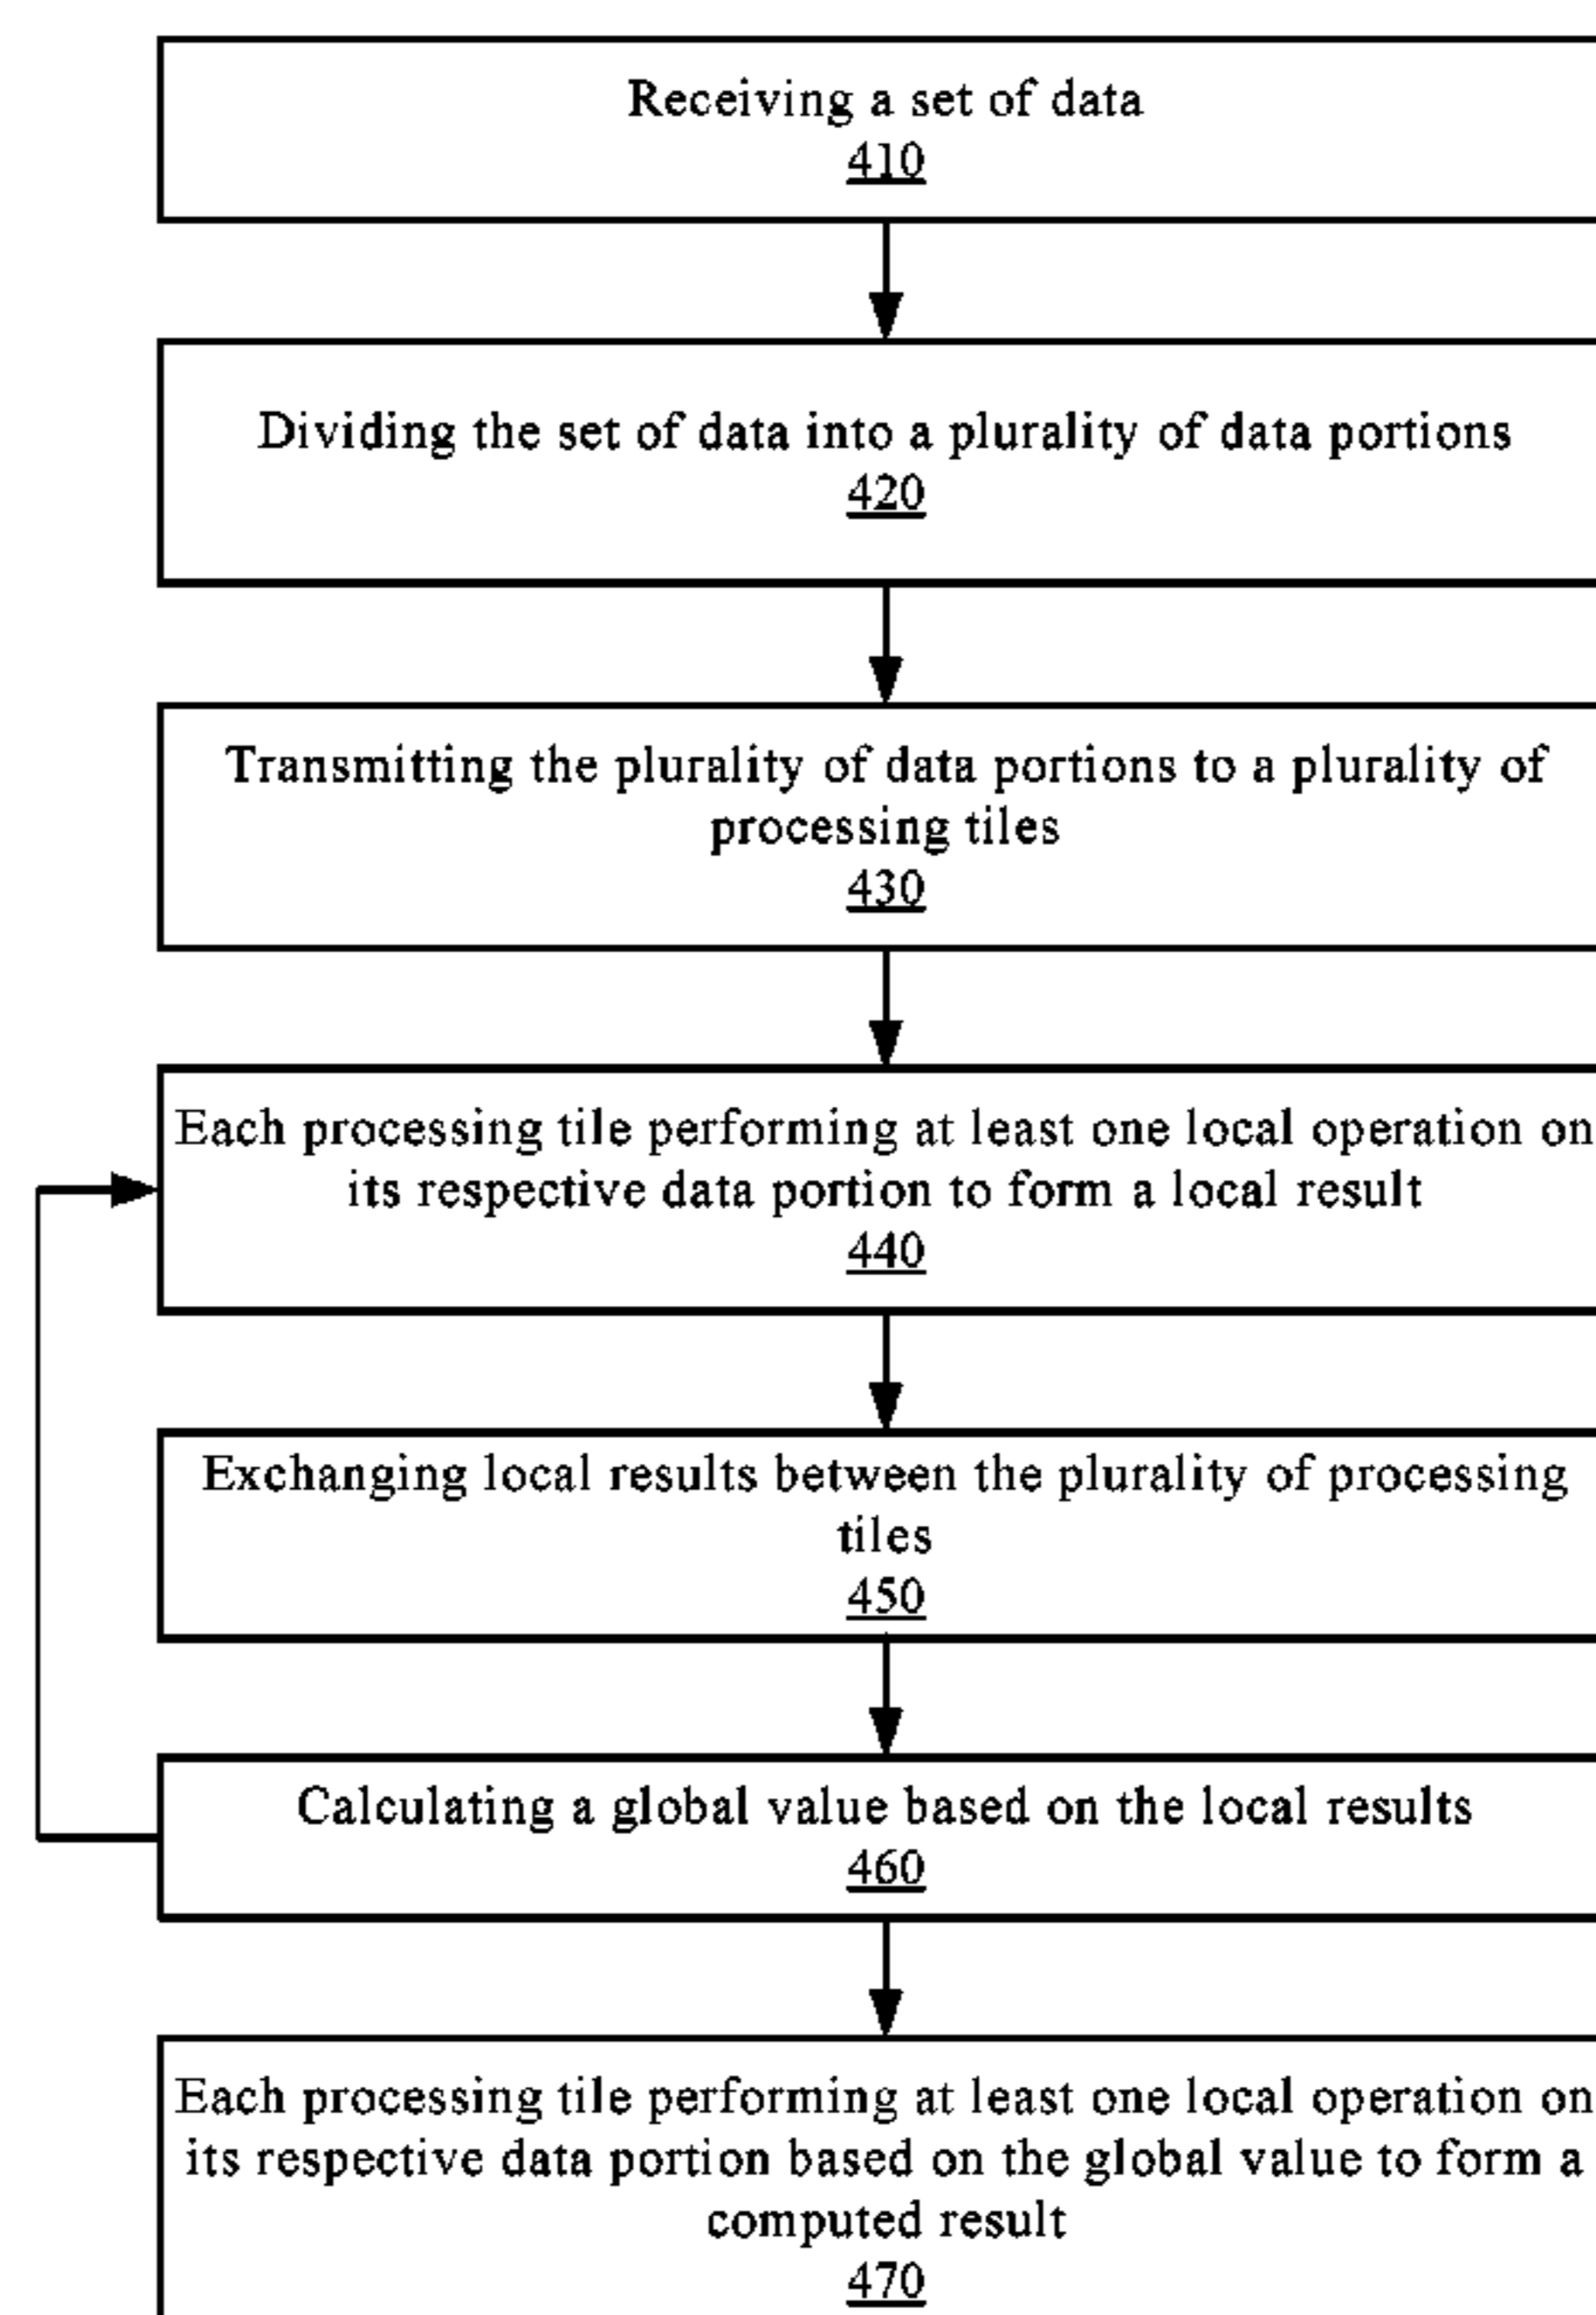 Receiving a set of data
410
Dividing the set of data into a plurality of data portions
420
Transmitting the plurality of data portions to a plurality of
processing tiles
430
Each processing tile performing at least one local operation on
its respective data portion to form a local result
440
Exchanging local results between the plurality of processing
tiles
450
Calculating a global value based on the local results
460
Each processing tile performing at least one local operation on
its respective data portion based on the global value to form a
computed result
470